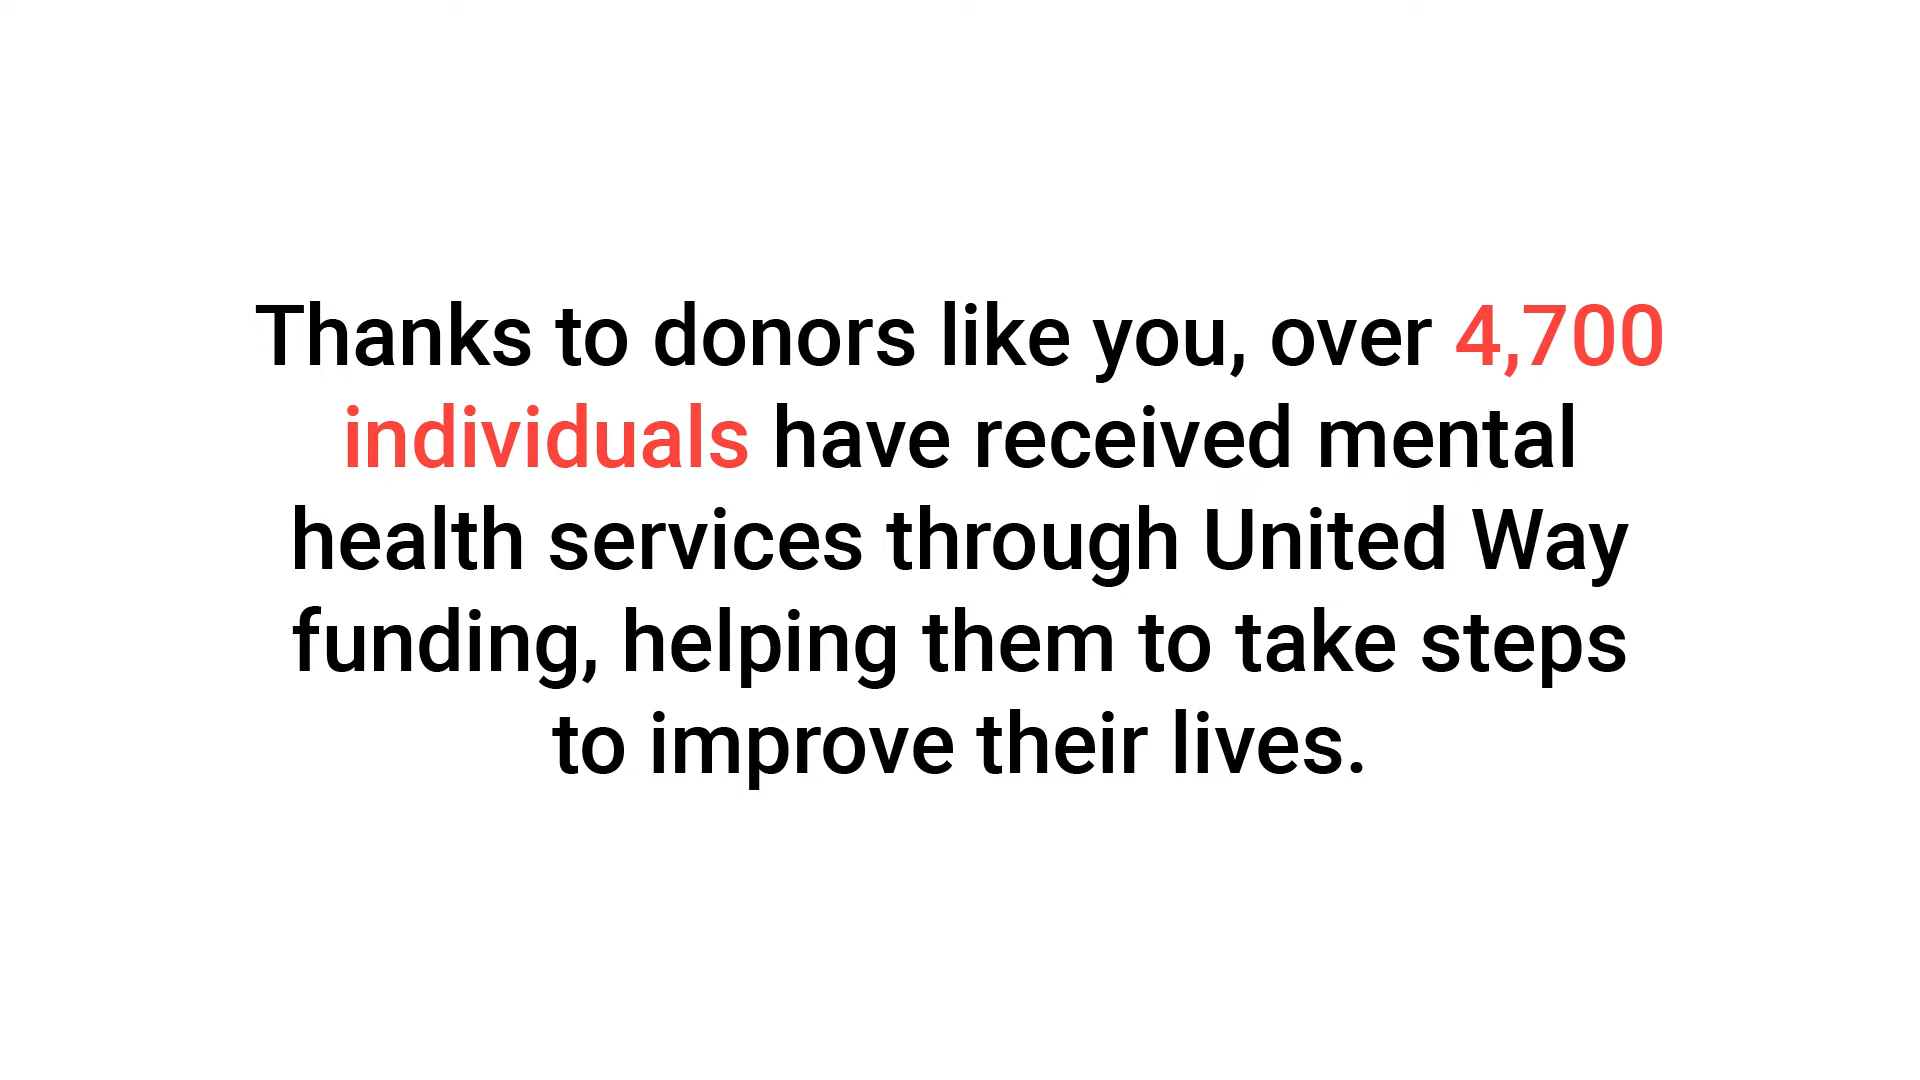 Thanks to donors like you, over 4,700
individuals have received mental
health services through United Way
funding, helping them to take steps
to improve their lives.